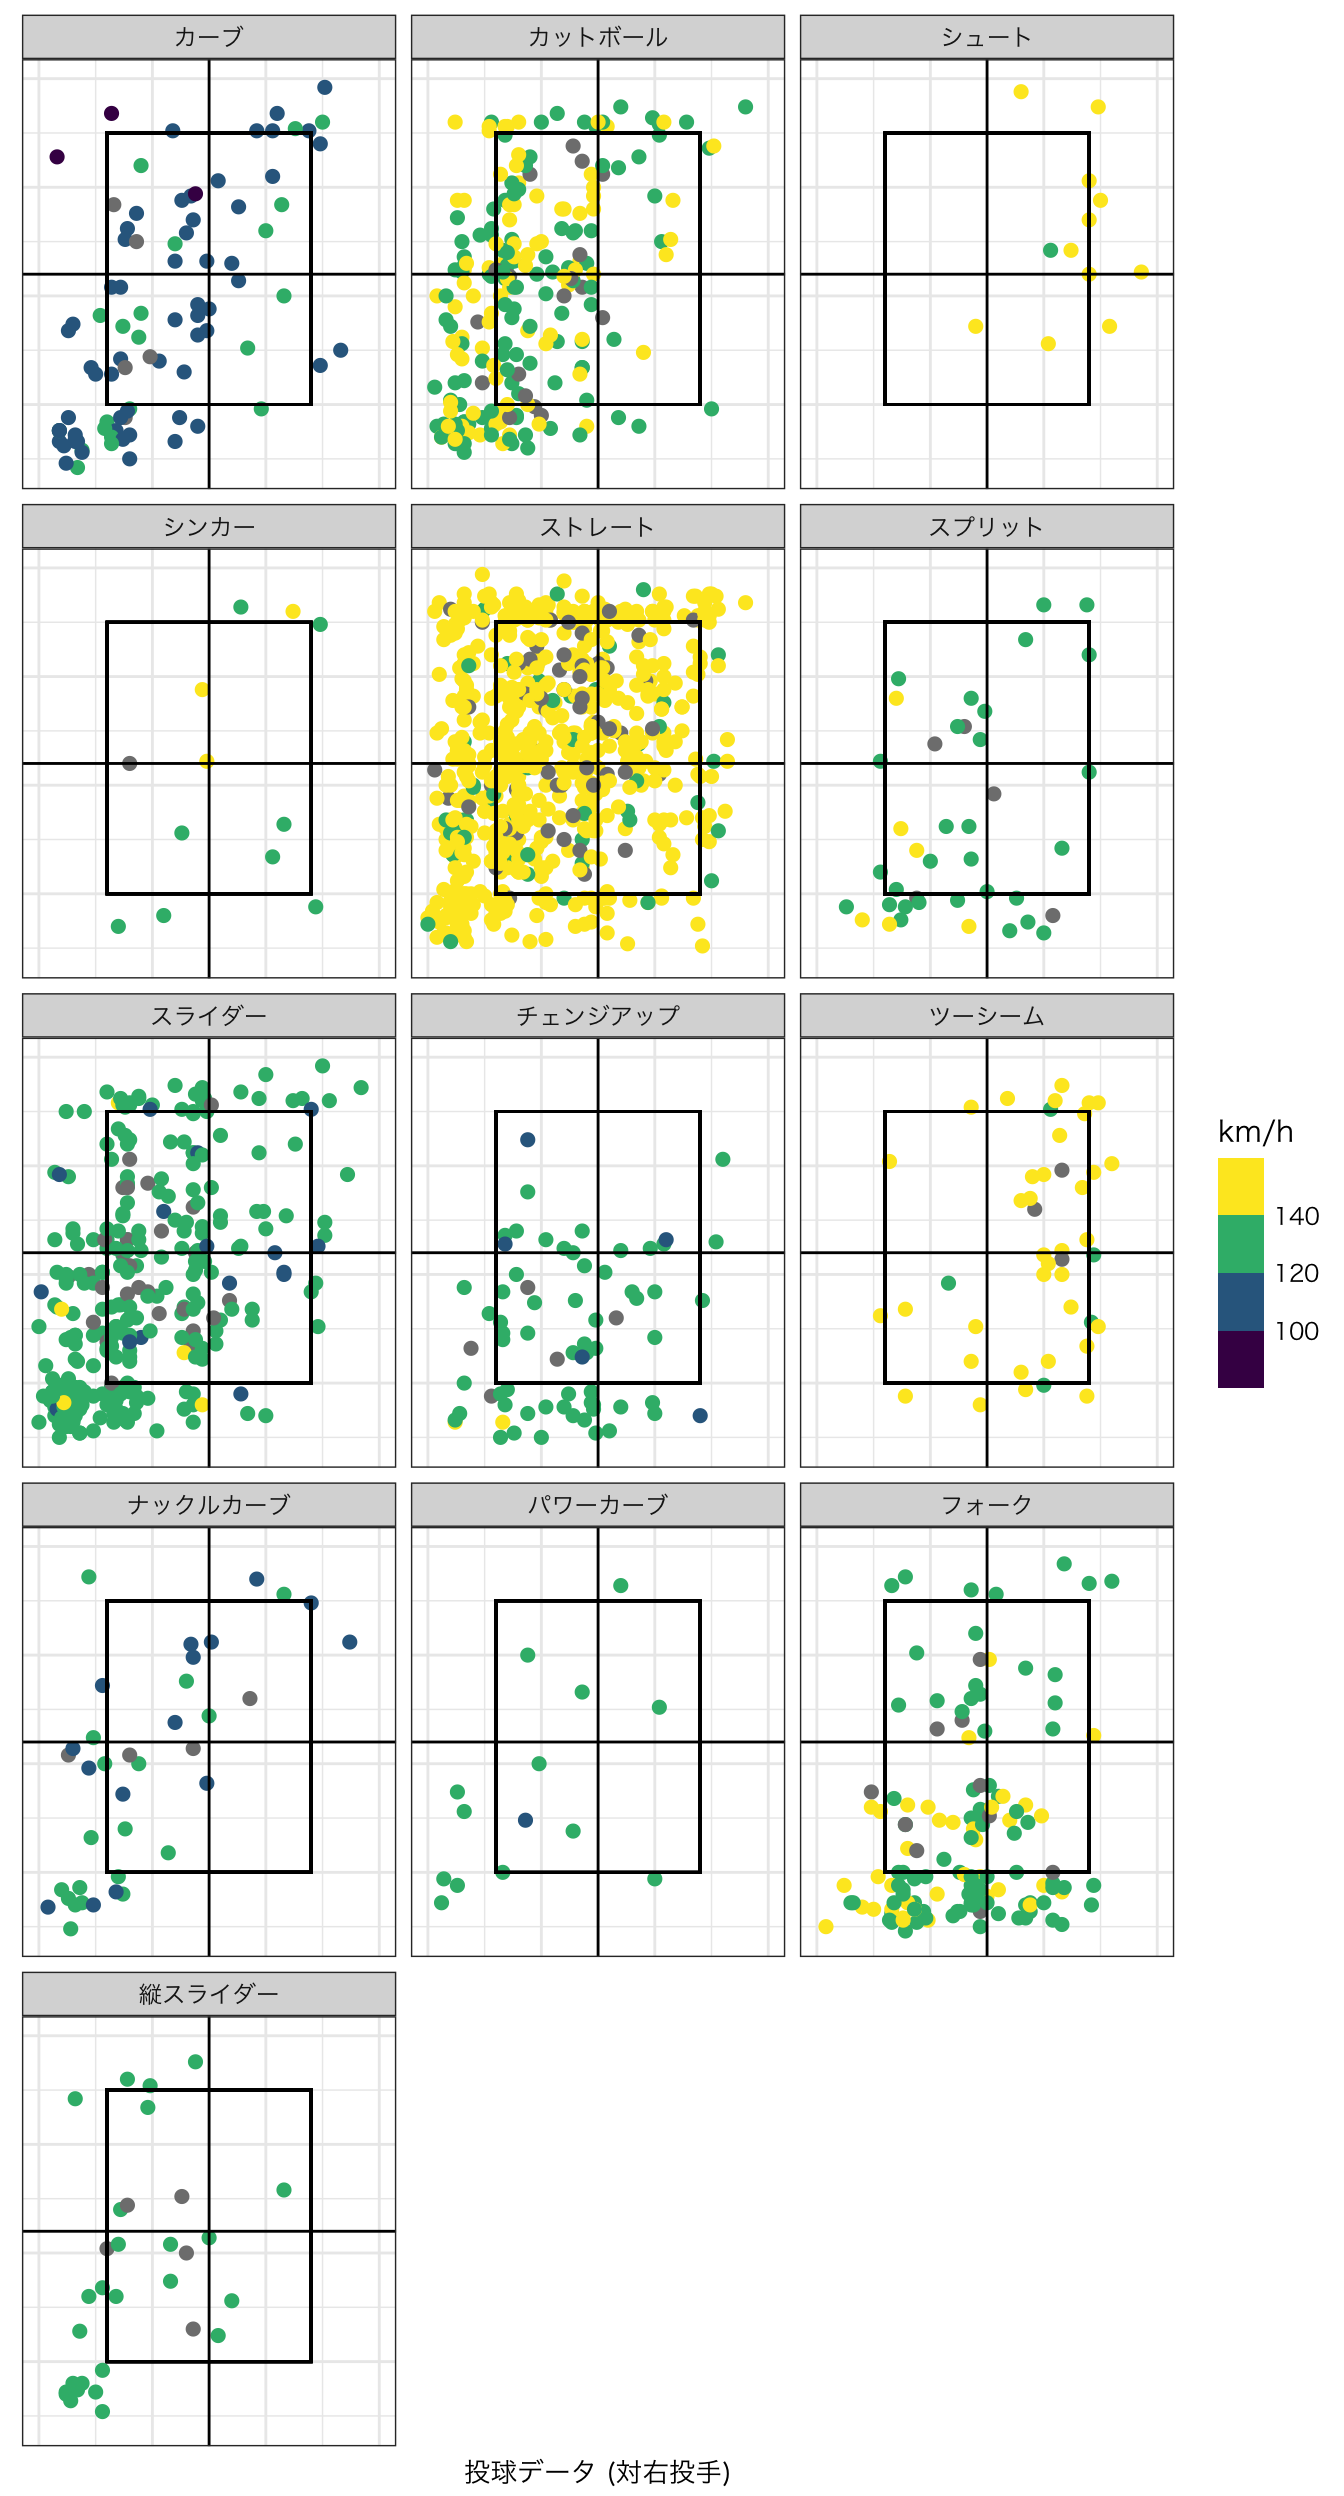 カーブ
カットボール
シュート
シンカー
ストレート
スプリット
スライダー
チェンジアップ
ツーシーム
km/h
140
120
100
ナックルカーブ
パワーカーブ
フォーク
縦スライダー
投球データ (対右投手)